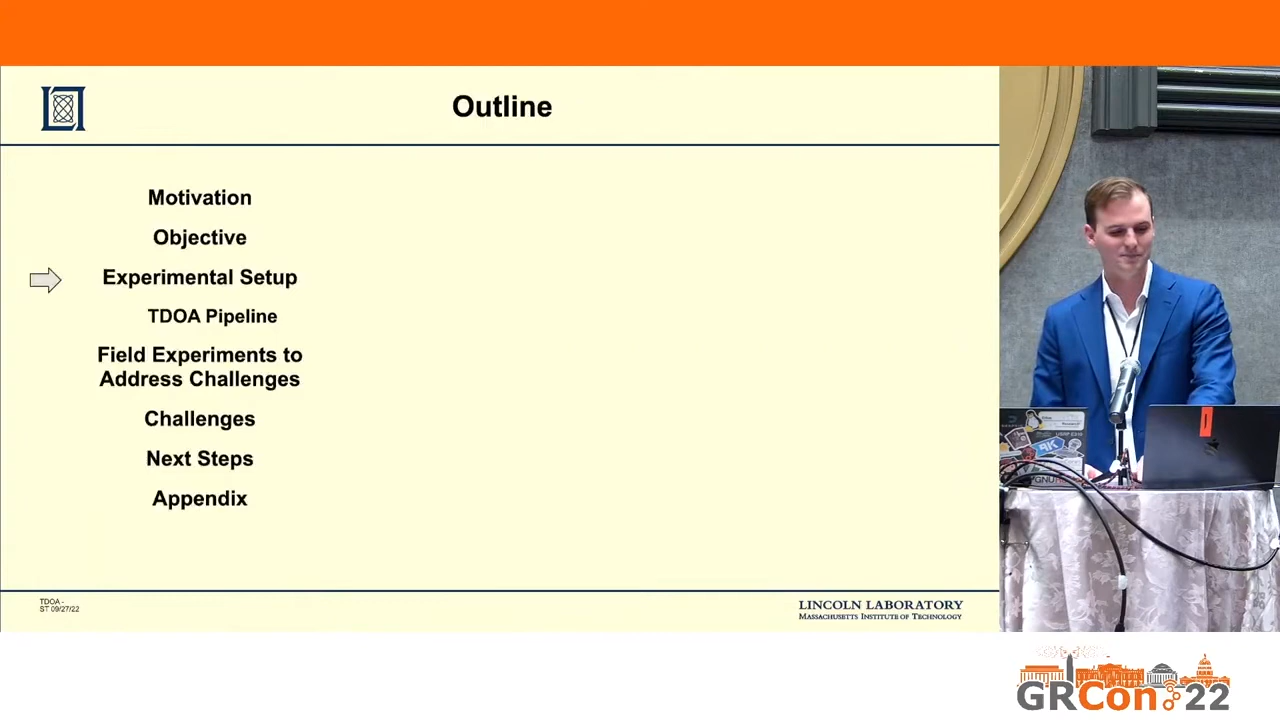 Outline
Motivation
Objective
Experimental Setup
TDOA Pipeline
Field Experiments to
Address Challenges
Challenges
Next Steps
Appendix
TDOA -
ST 09/27/22
LINCOLN LABORATORY
MASSACHUSETTS INSTITUTE OF TECHNOLOGY
GRCon 22